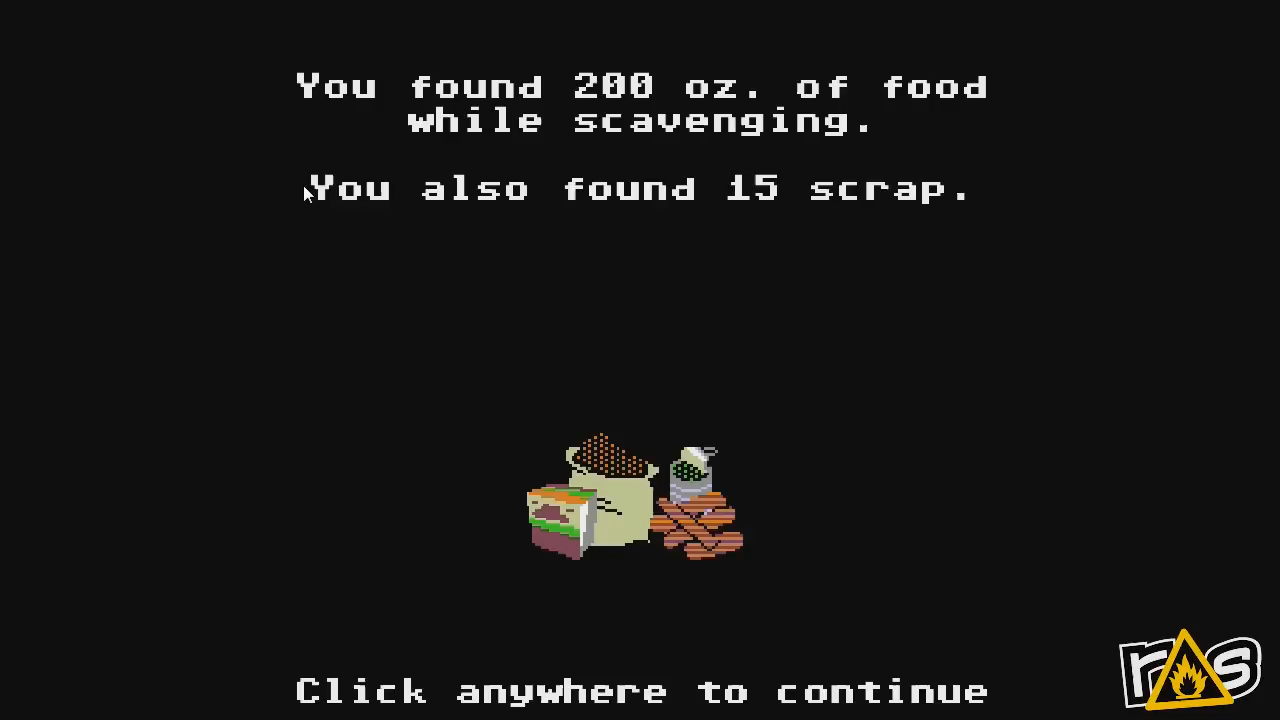 You found 200 oz. of food
while scavenging.
You also found 15 scrap.
Click anywhere to continue